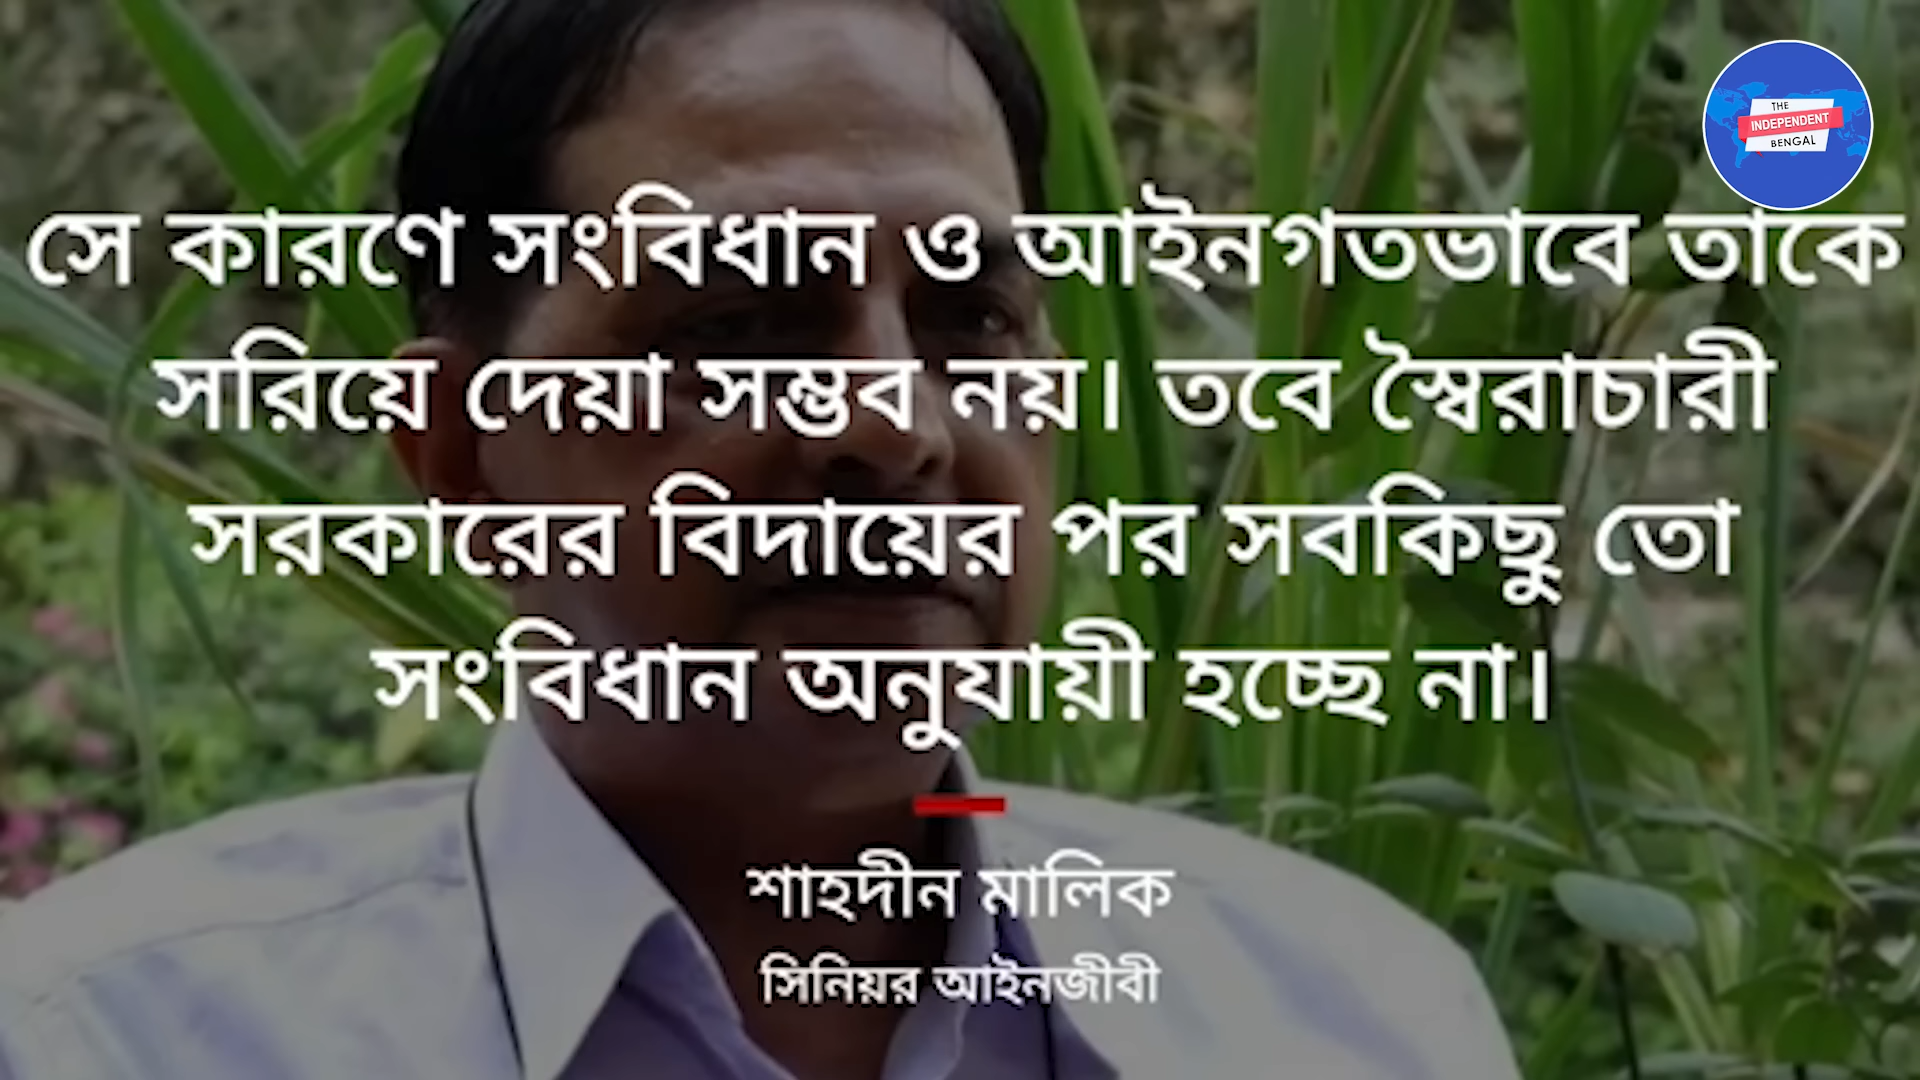 THE
INDEPENDENT
BENGAL
সে কারণে সংবিধান ও আইনগতভাবে তাকে
সরিয়ে দেয়া সম্ভব নয়। তবে স্বৈরাচারী
সরকারের বিদায়ের পর সবকিছু তো
সংবিধান অনুযায়ী হচ্ছে না।
শাহদীন মালিক
সিনিয়র আইনজীবী